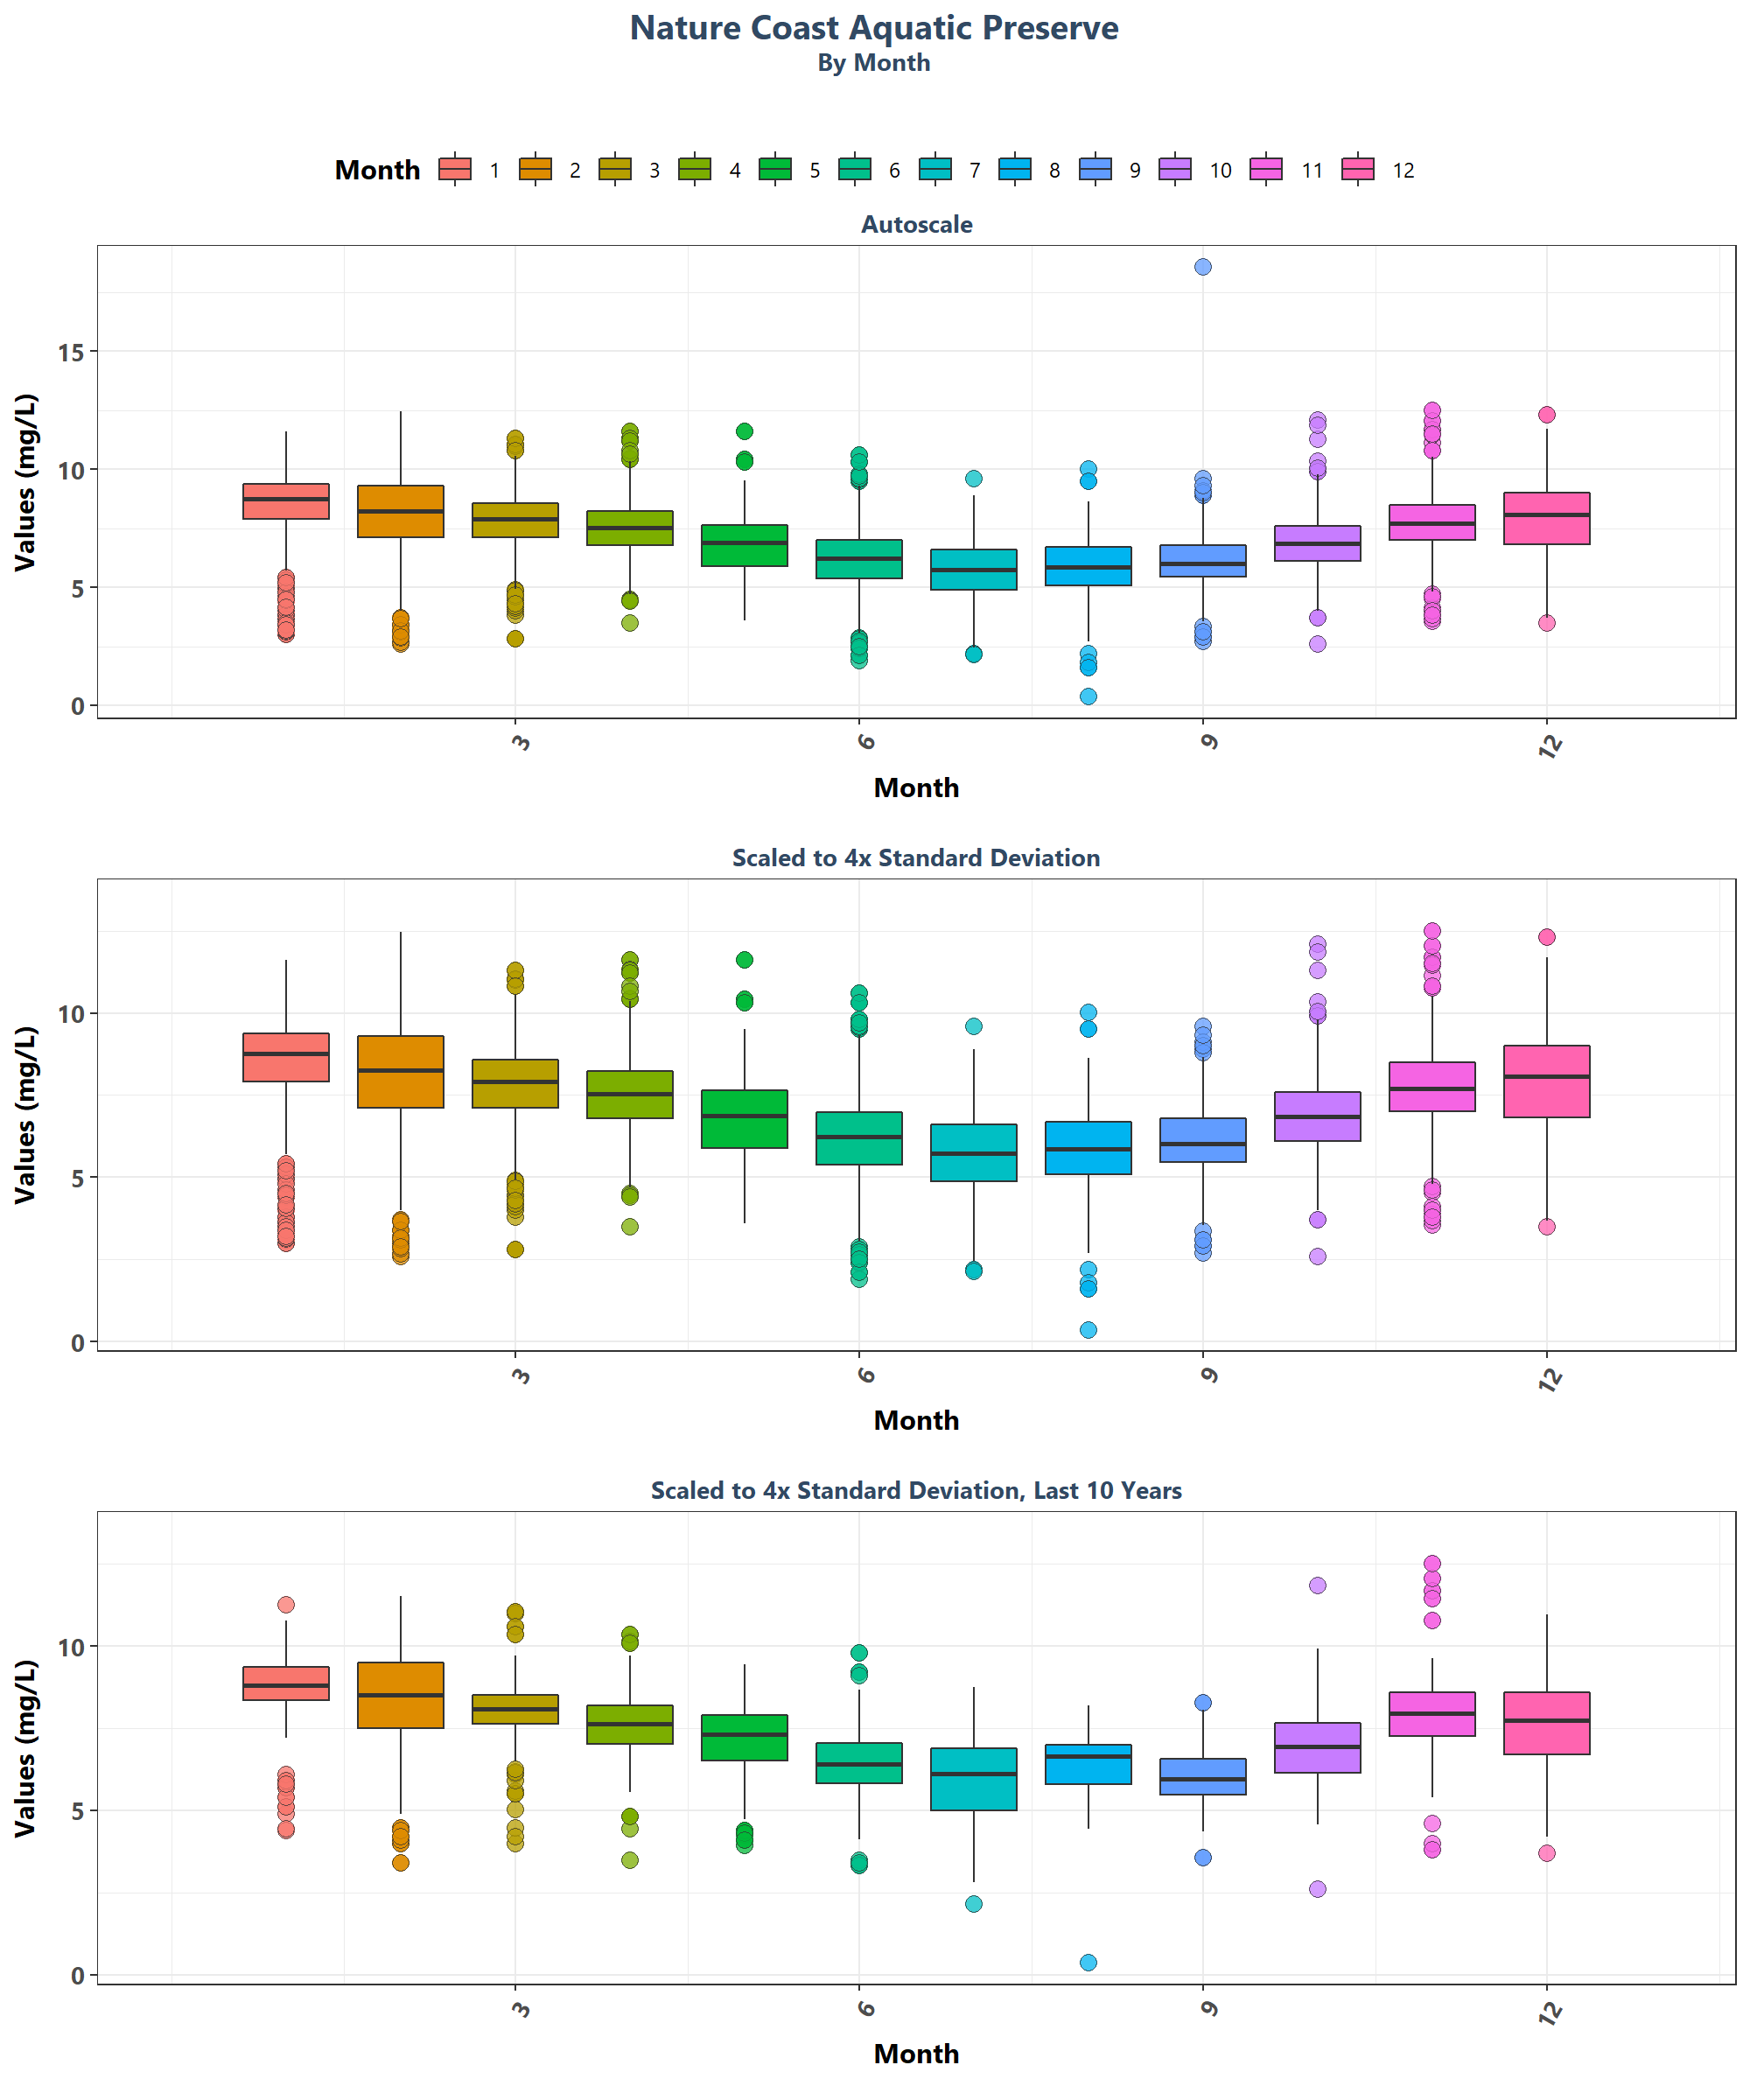 Nature Coast Aquatic Preserve
By Month
Month 1 2 3 4 5 6 7 8 9 10 11 12
Autoscale
Values (mg/L)
15
10
5
0
3 6 9 12
Month
Scaled to 4x Standard Deviation
Values (mg/L)
10
5
0
3 6 9 12
Month
Scaled to 4x Standard Deviation, Last 10 Years
Values (mg/L)
10
5
0
3 6 9 12
Month